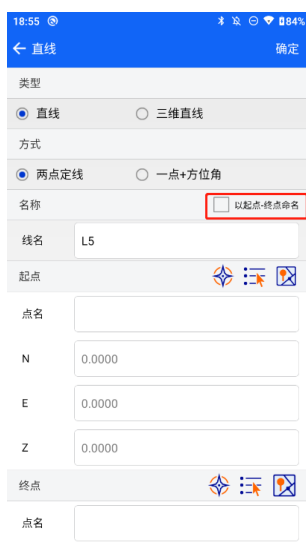 18:55 84%
直线 确定
类型
直线 三维直线
方式
两点定线 一点+方位角
名称 以起点-终点命名
线名 L5
起点
点名
N 0.0000
E 0.0000
Z 0.0000
终点
点名